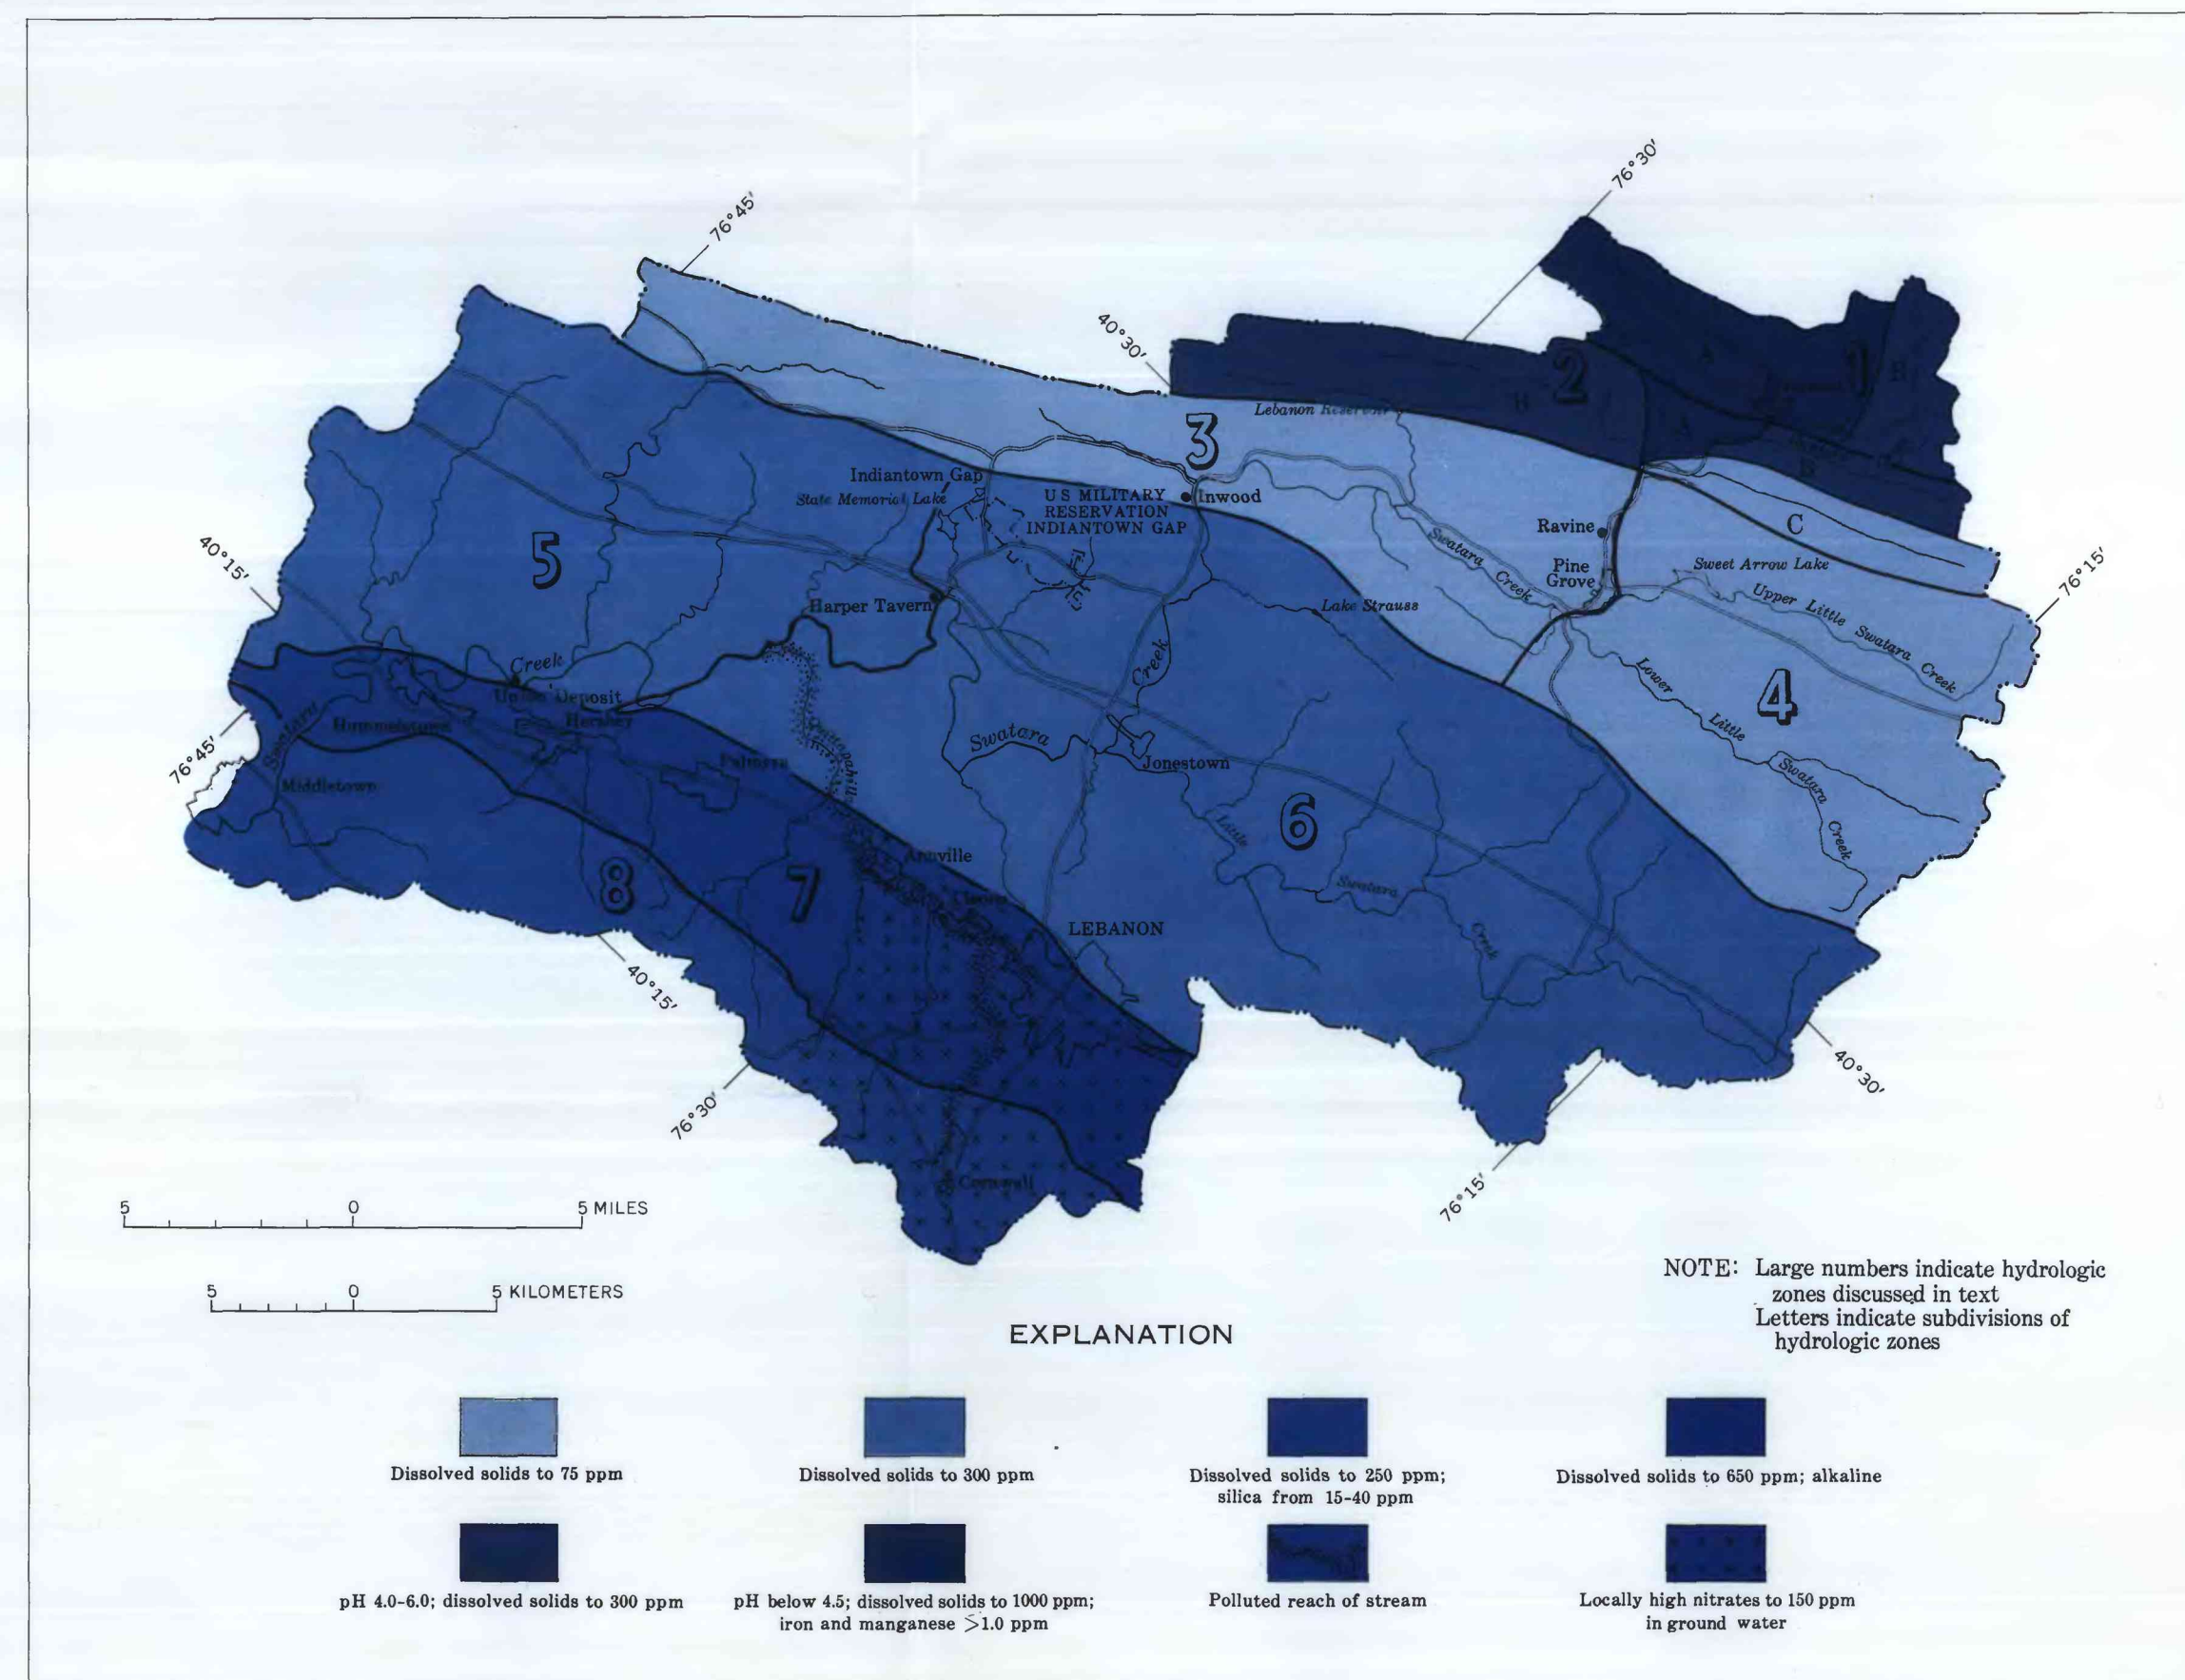 76°30′
76°45′
40°30′
1
A
B
2
B
A
Lebanon Reservoir
B
3
Indiantown Gap
State Memorial Lake
US MILITARY
RESERVATION
INDIANTOWN GAP
Inwood
Ravine
C
Swatara Creek
Pine
Grove
Sweet Arrow Lake
Upper Little Swatara Creek
76°15′
40°15′
5
Harper Tavern
Lake Strauss
Creek
Creek
Union Deposit
Hershey
Hummelstown
Swatara
Lower Little Swatara Creek
4
76°45′
Middletown
Palmyra
Quittapahilla
Swatara
Jonestown
6
Little Swatara Creek
Annville
Cleona
8
7
LEBANON
40°15′
76°30′
40°30′
Cornwall
76°15′
5 0 5 MILES
5 0 5 KILOMETERS
NOTE: Large numbers indicate hydrologic
zones discussed in text
Letters indicate subdivisions of
hydrologic zones
EXPLANATION
Dissolved solids to 75 ppm
Dissolved solids to 300 ppm
Dissolved solids to 250 ppm;
silica from 15-40 ppm
Dissolved solids to 650 ppm; alkaline
pH 4.0-6.0; dissolved solids to 300 ppm
pH below 4.5; dissolved solids to 1000 ppm;
iron and manganese >1.0 ppm
Polluted reach of stream
Locally high nitrates to 150 ppm
in ground water